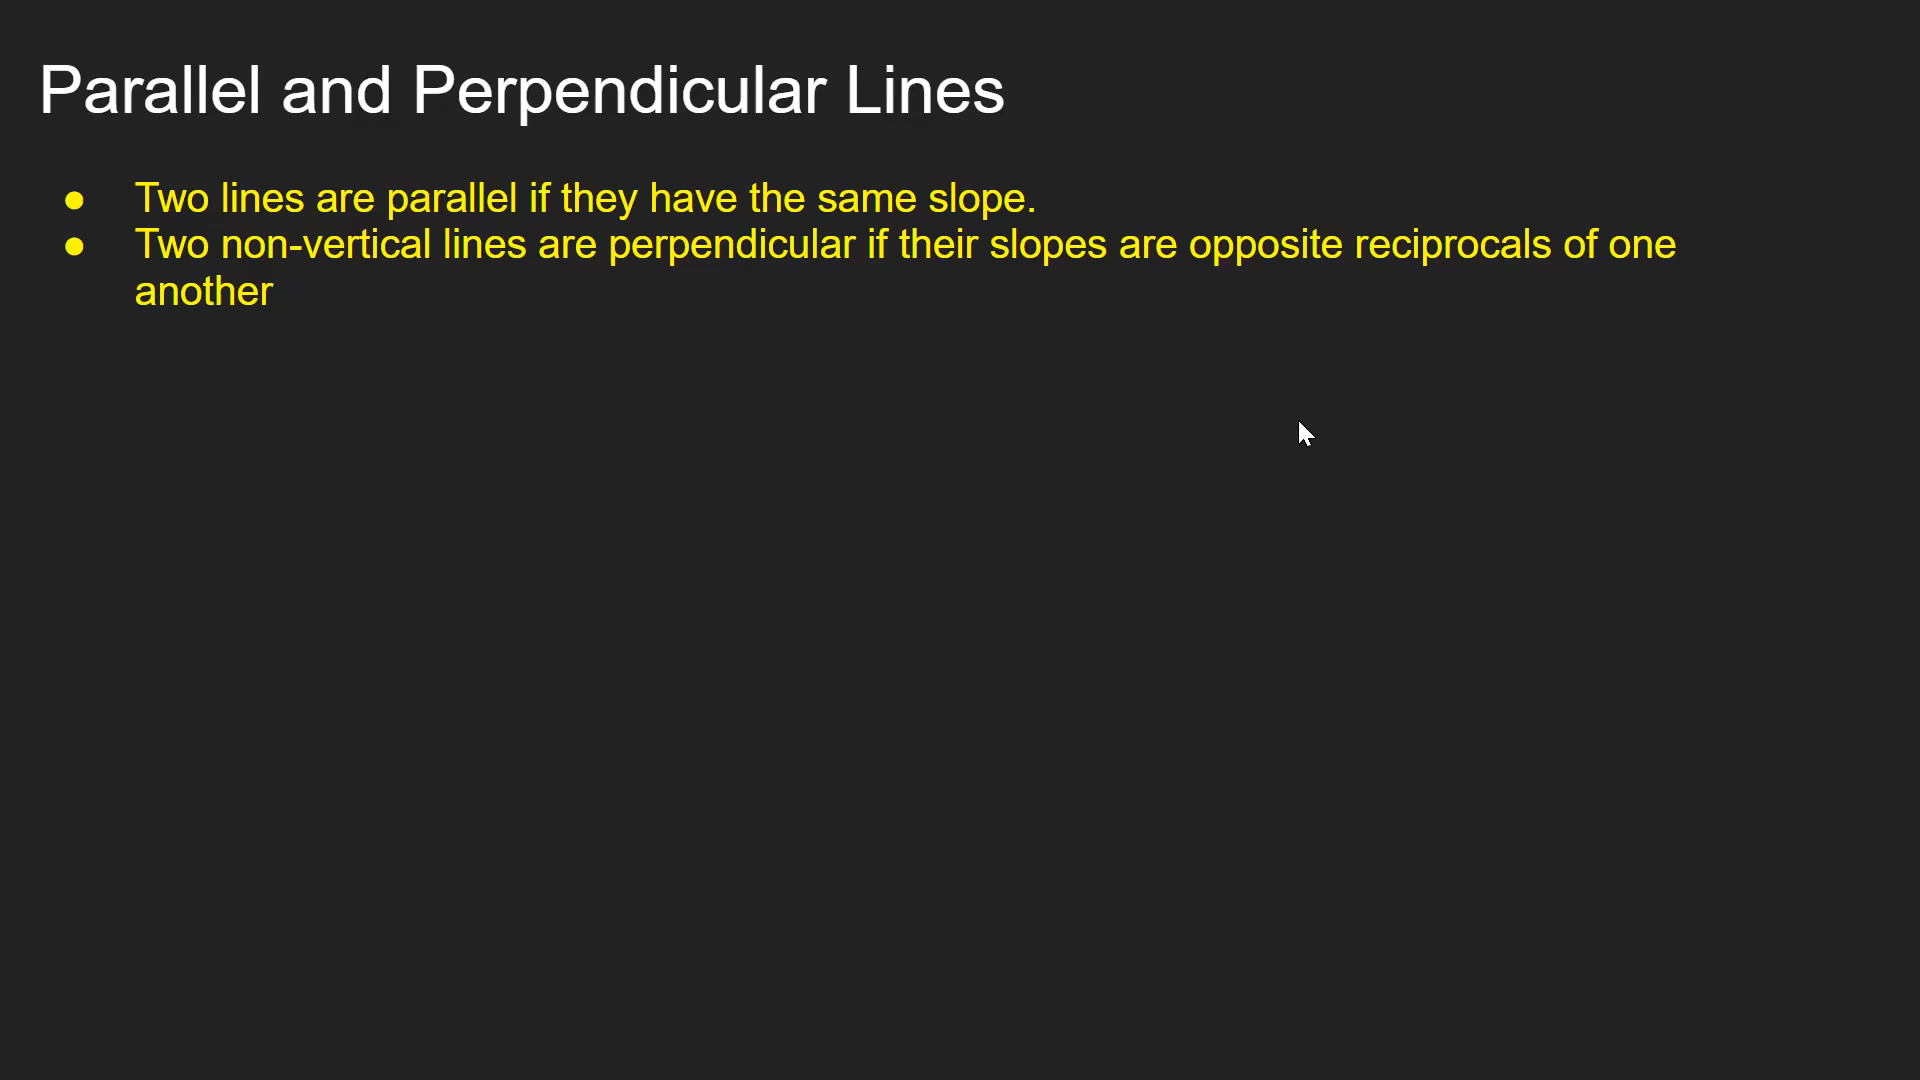 Parallel and Perpendicular Lines
● Two lines are parallel if they have the same slope.
● Two non-vertical lines are perpendicular if their slopes are opposite reciprocals of one
another